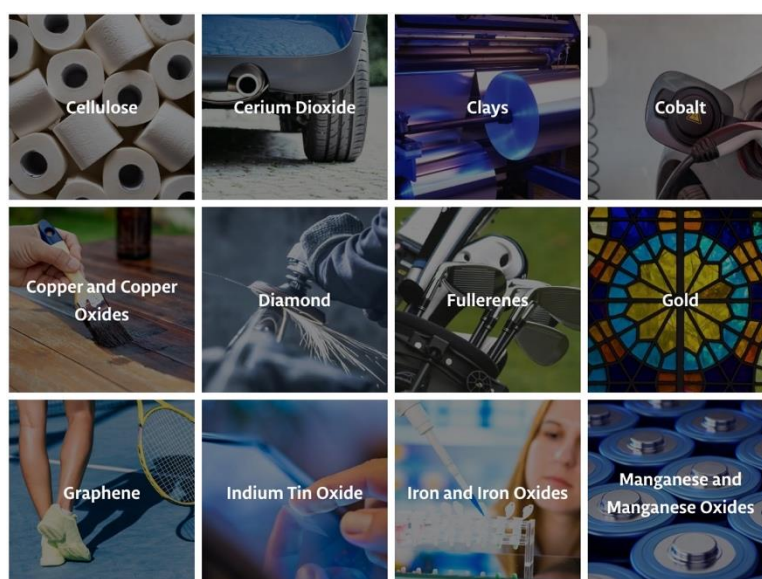 Cellulose
Cerium Dioxide
Clays
Cobalt
Copper and Copper
Oxides
Diamond
Fullerenes
Gold
Graphene
Indium Tin Oxide
Iron and Iron Oxides
Manganese and
Manganese Oxides